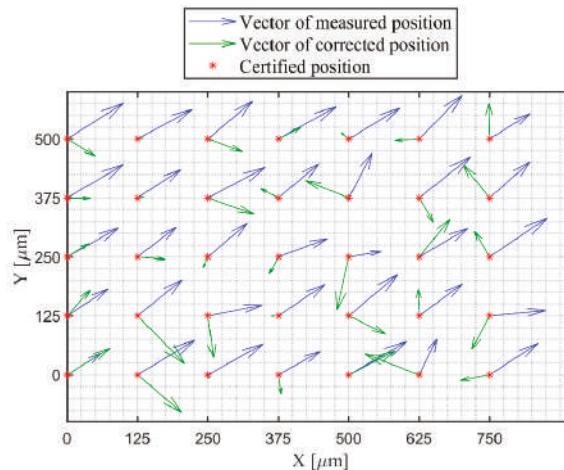 Vector of measured position
Vector of corrected position
Certified position
500
375
250
125
0
Y [μm]
0 125 250 375 500 625 750
X [μm]